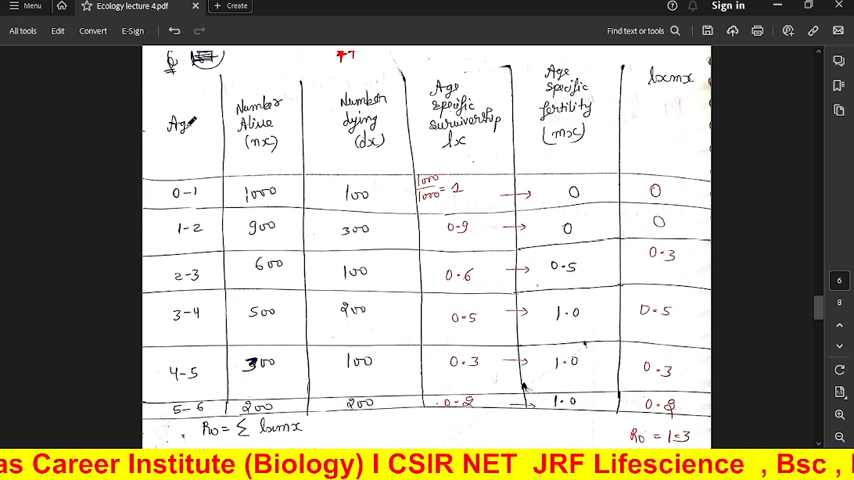 Menu
Ecology lecture 4.pdf
Create
Sign in
All tools
Edit
Convert
E-Sign
Find text or tools
Age
Number Alive (nx)
Number dying (dx)
Age specific survivership lx
Age specific fertility (mx)
lxmx
0-1 1000 100 1000/1000 = 1 → 0 0
1-2 900 300 0.9 → 0 0
2-3 600 100 0.6 → 0.5 0.3
3-4 500 200 0.5 → 1.0 0.5
4-5 300 100 0.3 → 1.0 0.3
5-6 200 200 0.2 → 1.0 0.2
R0 = Σ lxmx
R0 = 1.3
6
8
as Career Institute (Biology) I CSIR NET JRF Lifescience , Bsc ,